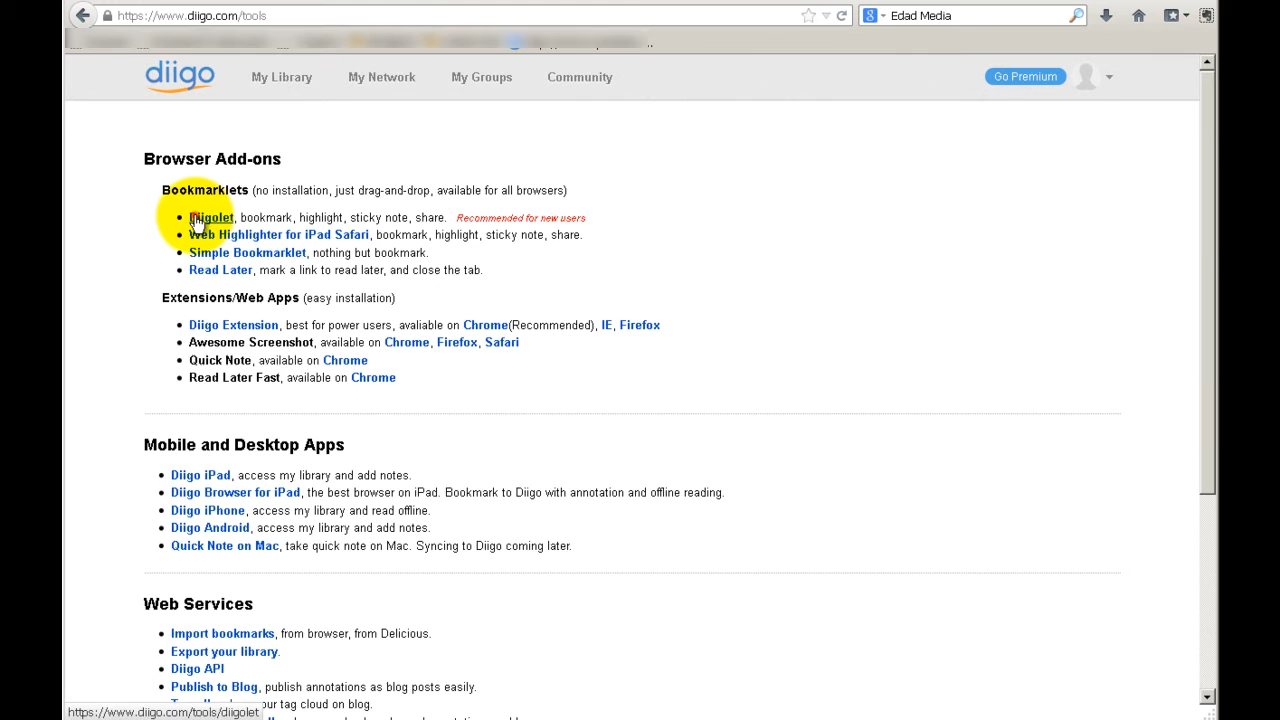 https://www.diigo.com/tools
Edad Media
diigo My Library My Network My Groups Community Go Premium
Browser Add-ons
Bookmarklets (no installation, just drag-and-drop, available for all browsers)
Diigolet, bookmark, highlight, sticky note, share. Recommended for new users
Web Highlighter for iPad Safari, bookmark, highlight, sticky note, share.
Simple Bookmarklet, nothing but bookmark.
Read Later, mark a link to read later, and close the tab.
Extensions/Web Apps (easy installation)
Diigo Extension, best for power users, avaliable on Chrome(Recommended), IE, Firefox
Awesome Screenshot, available on Chrome, Firefox, Safari
Quick Note, available on Chrome
Read Later Fast, available on Chrome
Mobile and Desktop Apps
Diigo iPad, access my library and add notes.
Diigo Browser for iPad, the best browser on iPad. Bookmark to Diigo with annotation and offline reading.
Diigo iPhone, access my library and read offline.
Diigo Android, access my library and add notes.
Quick Note on Mac, take quick note on Mac. Syncing to Diigo coming later.
Web Services
Import bookmarks, from browser, from Delicious.
Export your library.
Diigo API
Publish to Blog, publish annotations as blog posts easily.
your tag cloud on blog.
https://www.diigo.com/tools/diigolet